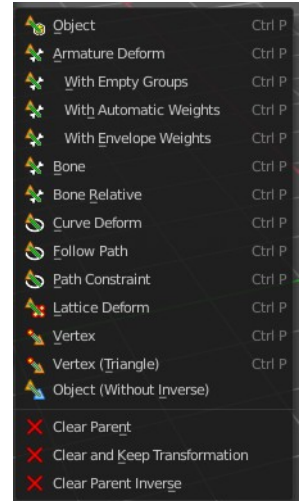 Object Ctrl P
Armature Deform Ctrl P
With Empty Groups Ctrl P
With Automatic Weights Ctrl P
With Envelope Weights Ctrl P
Bone Ctrl P
Bone Relative Ctrl P
Curve Deform Ctrl P
Follow Path Ctrl P
Path Constraint Ctrl P
Lattice Deform Ctrl P
Vertex Ctrl P
Vertex (Triangle) Ctrl P
Object (Without Inverse)
Clear Parent
Clear and Keep Transformation
Clear Parent Inverse